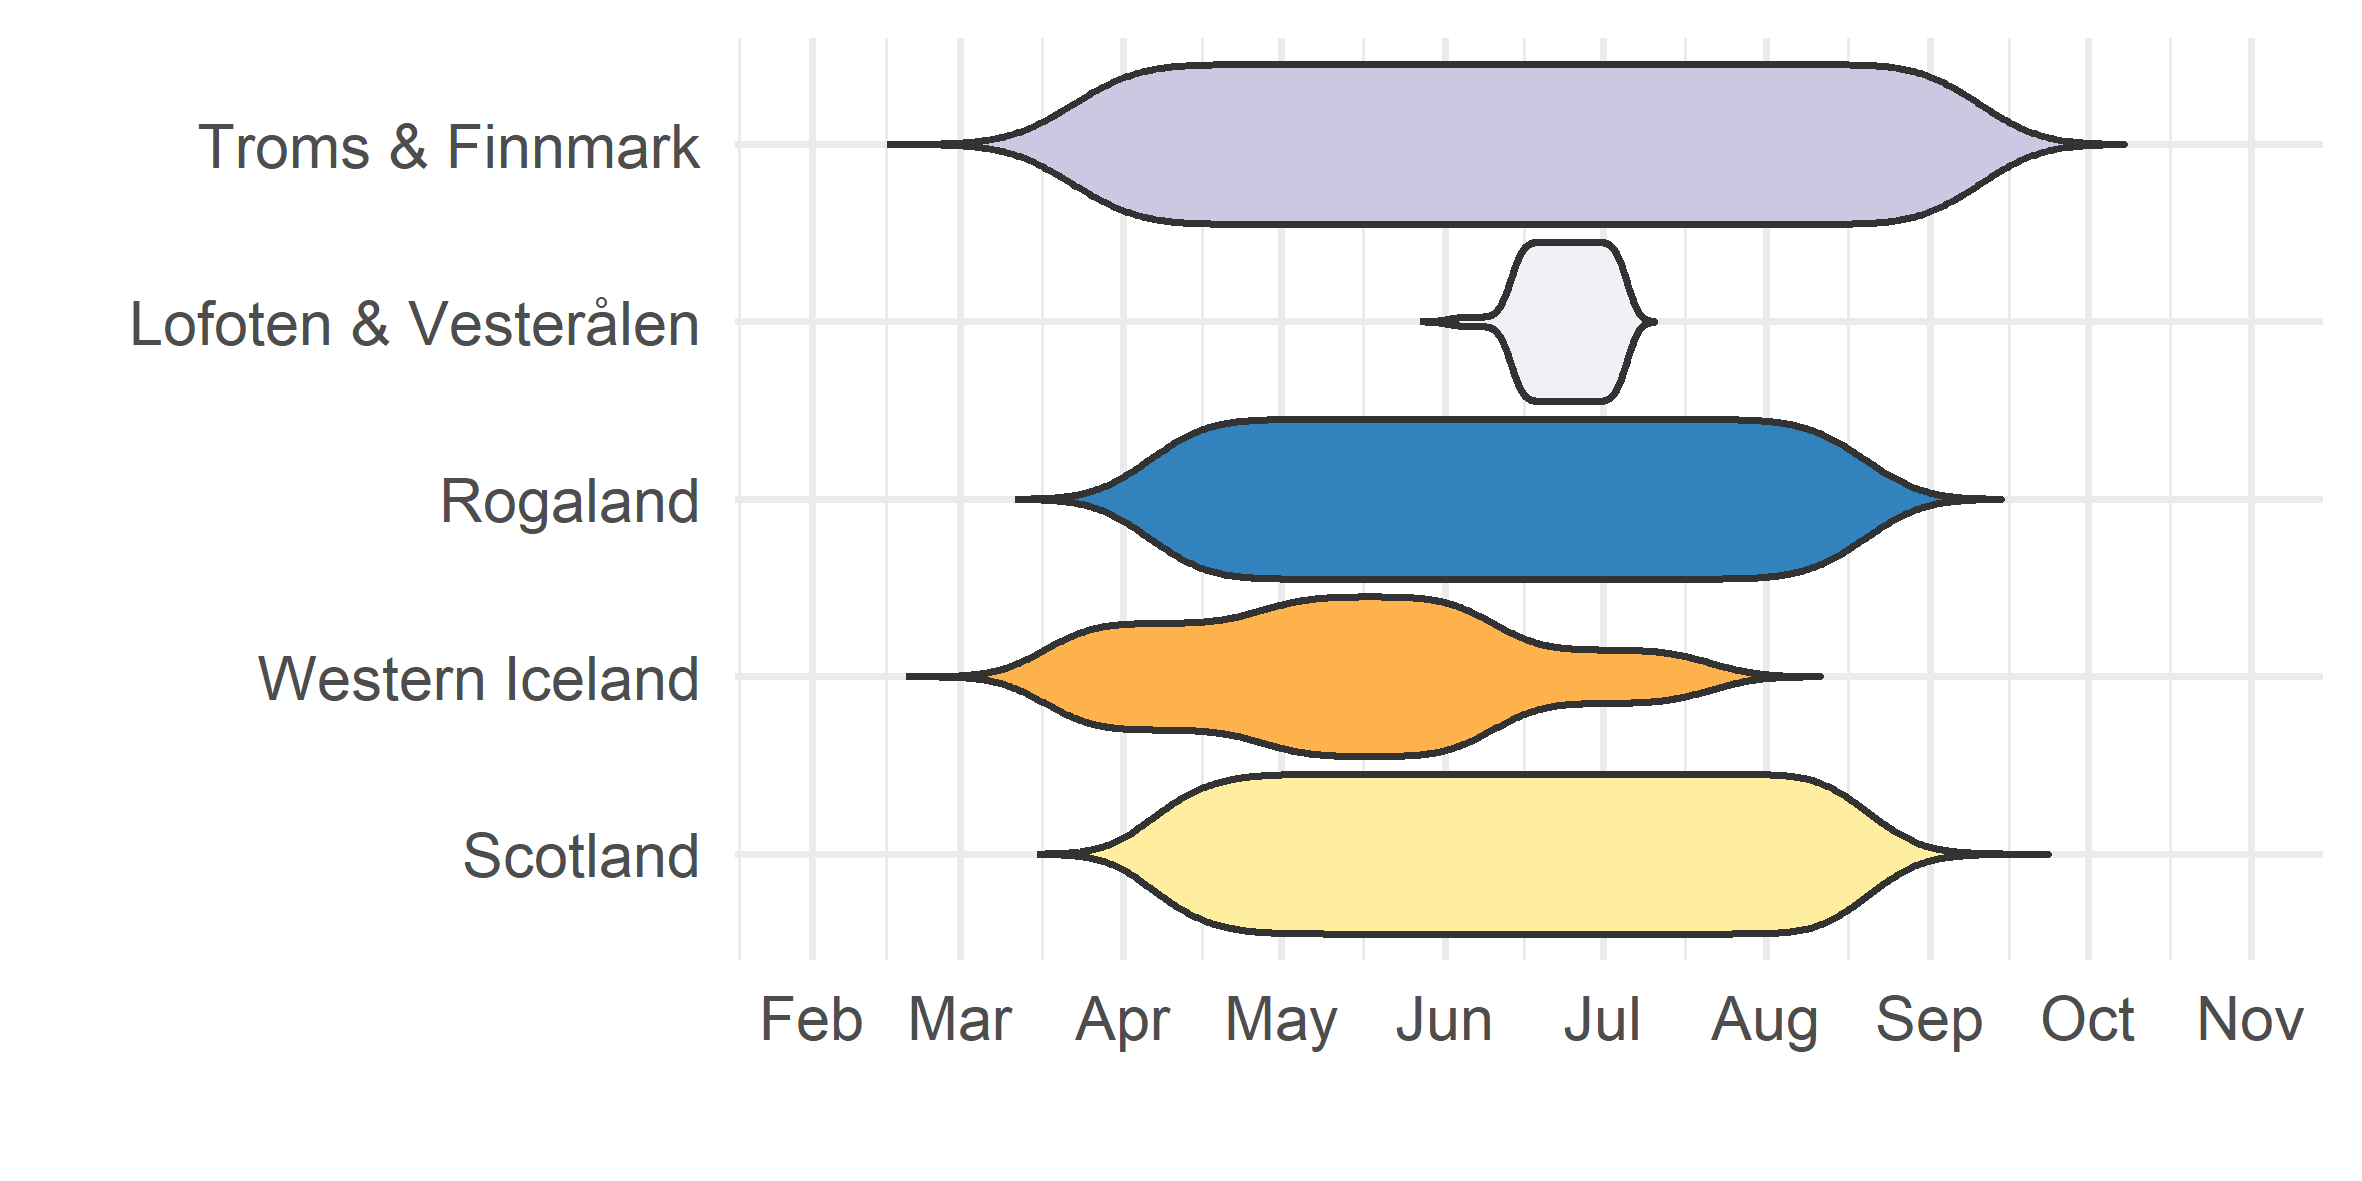 Troms & Finnmark
Lofoten & Vesterålen
Rogaland
Western Iceland
Scotland
Feb Mar Apr May Jun Jul Aug Sep Oct Nov